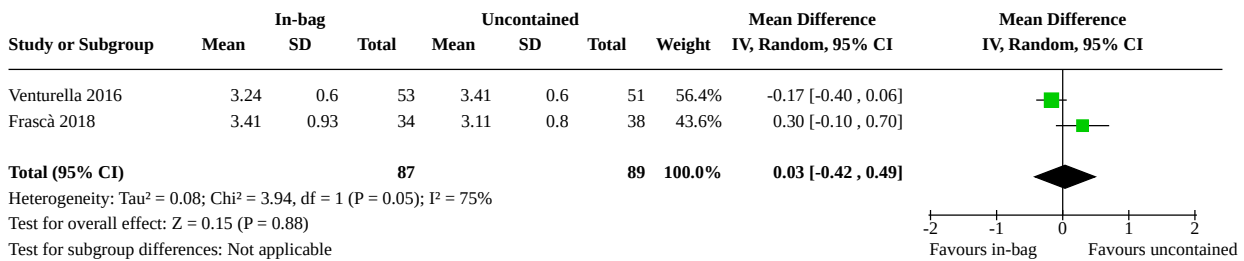 In-bag Uncontained Mean Difference Mean Difference
Study or Subgroup Mean SD Total Mean SD Total Weight IV, Random, 95% CI IV, Random, 95% CI
Venturella 2016 3.24 0.6 53 3.41 0.6 51 56.4% -0.17 [-0.40 , 0.06]
Frascà 2018 3.41 0.93 34 3.11 0.8 38 43.6% 0.30 [-0.10 , 0.70]
Total (95% CI) 87 89 100.0% 0.03 [-0.42 , 0.49]
Heterogeneity: Tau² = 0.08; Chi² = 3.94, df = 1 (P = 0.05); I² = 75%
Test for overall effect: Z = 0.15 (P = 0.88) -2 -1 0 1 2
Test for subgroup differences: Not applicable Favours in-bag Favours uncontained